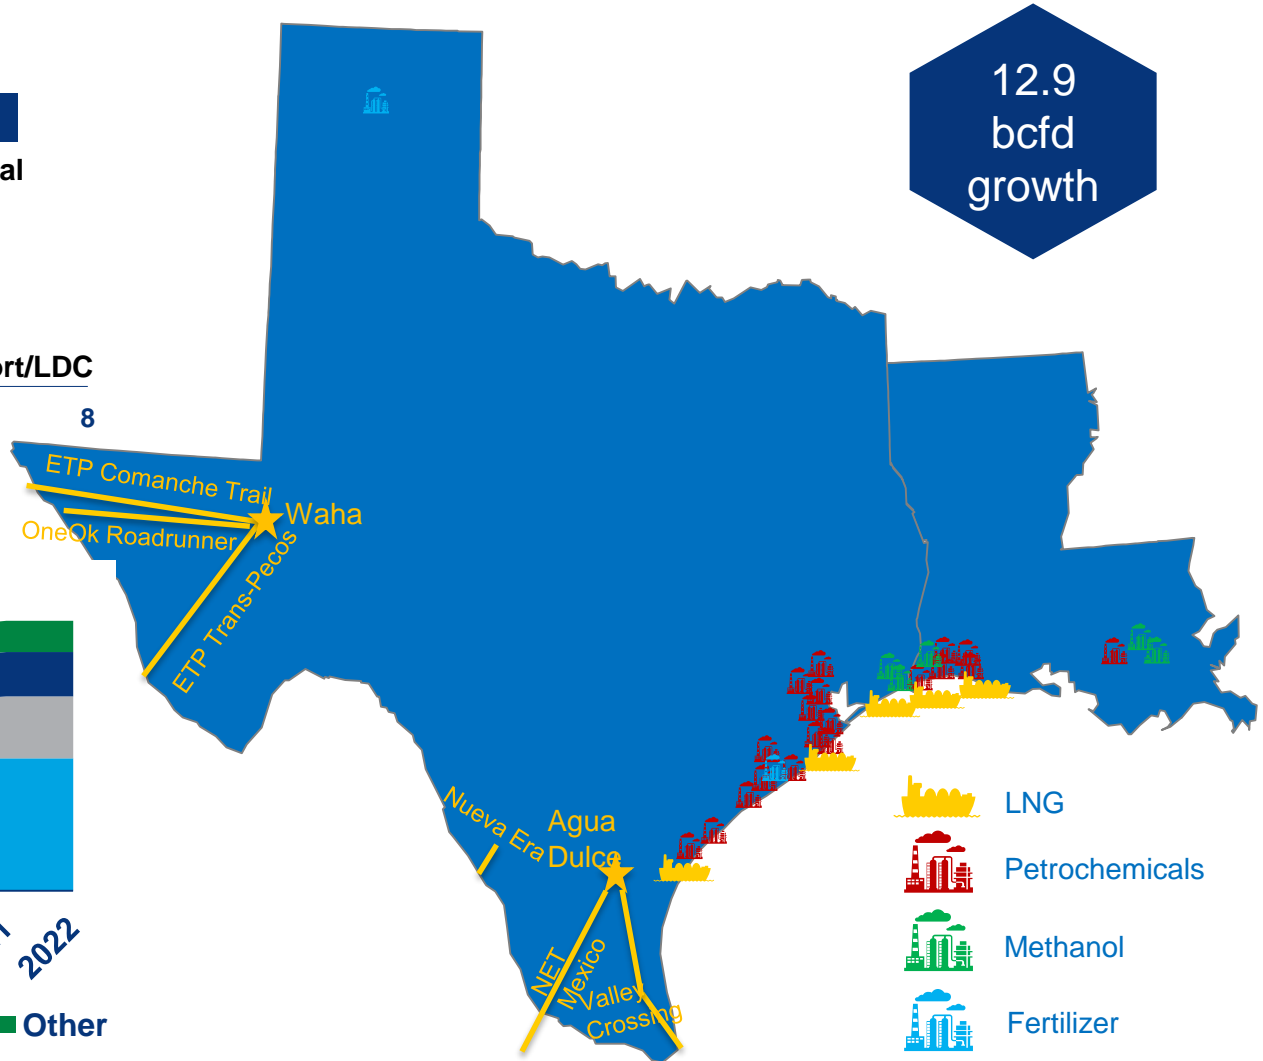 12.9
bcfd
growth
al
ort/LDC
8
ETP Comanche Trail
Waha
OneOk Roadrunner
ETP Trans-Pecos
Nueva Era
Agua
Dulce
NET
Mexico
Valley
Crossing
LNG
Petrochemicals
Methanol
Fertilizer
2022
Other